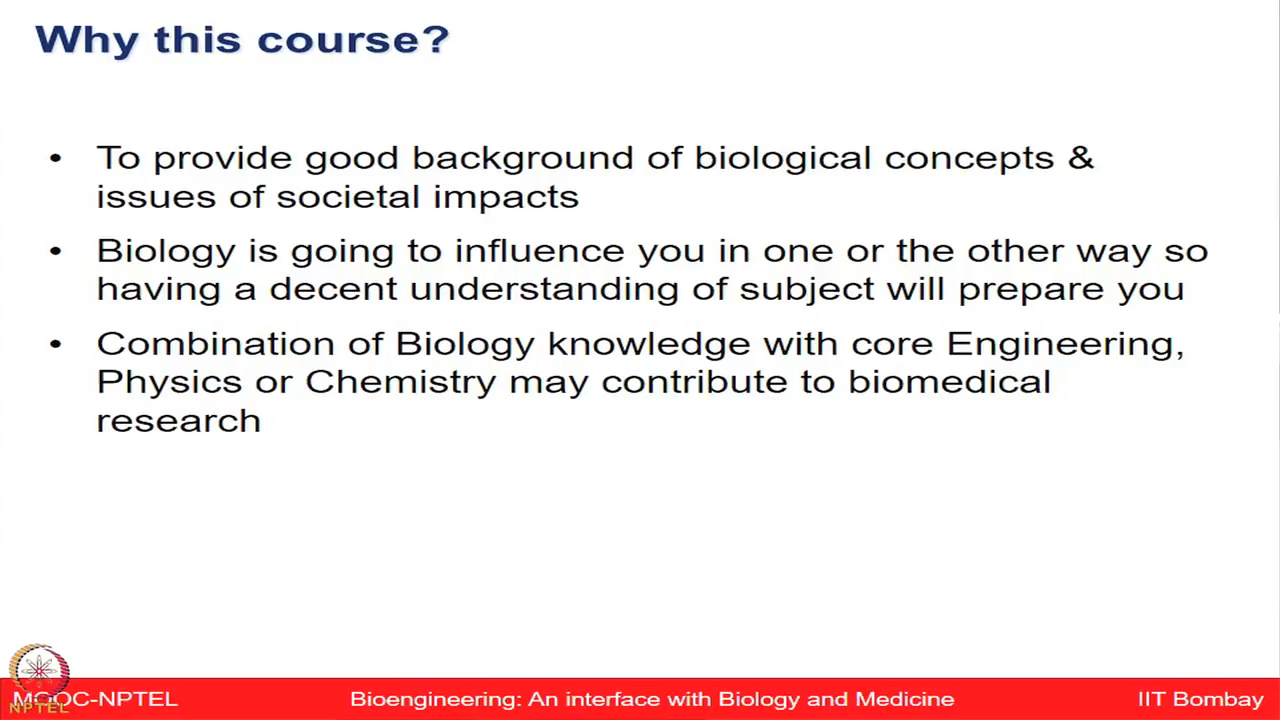 Why this course?
• To provide good background of biological concepts &
issues of societal impacts
• Biology is going to influence you in one or the other way so
having a decent understanding of subject will prepare you
• Combination of Biology knowledge with core Engineering,
Physics or Chemistry may contribute to biomedical
research
MOOC-NPTEL Bioengineering: An interface with Biology and Medicine IIT Bombay
NPTEL